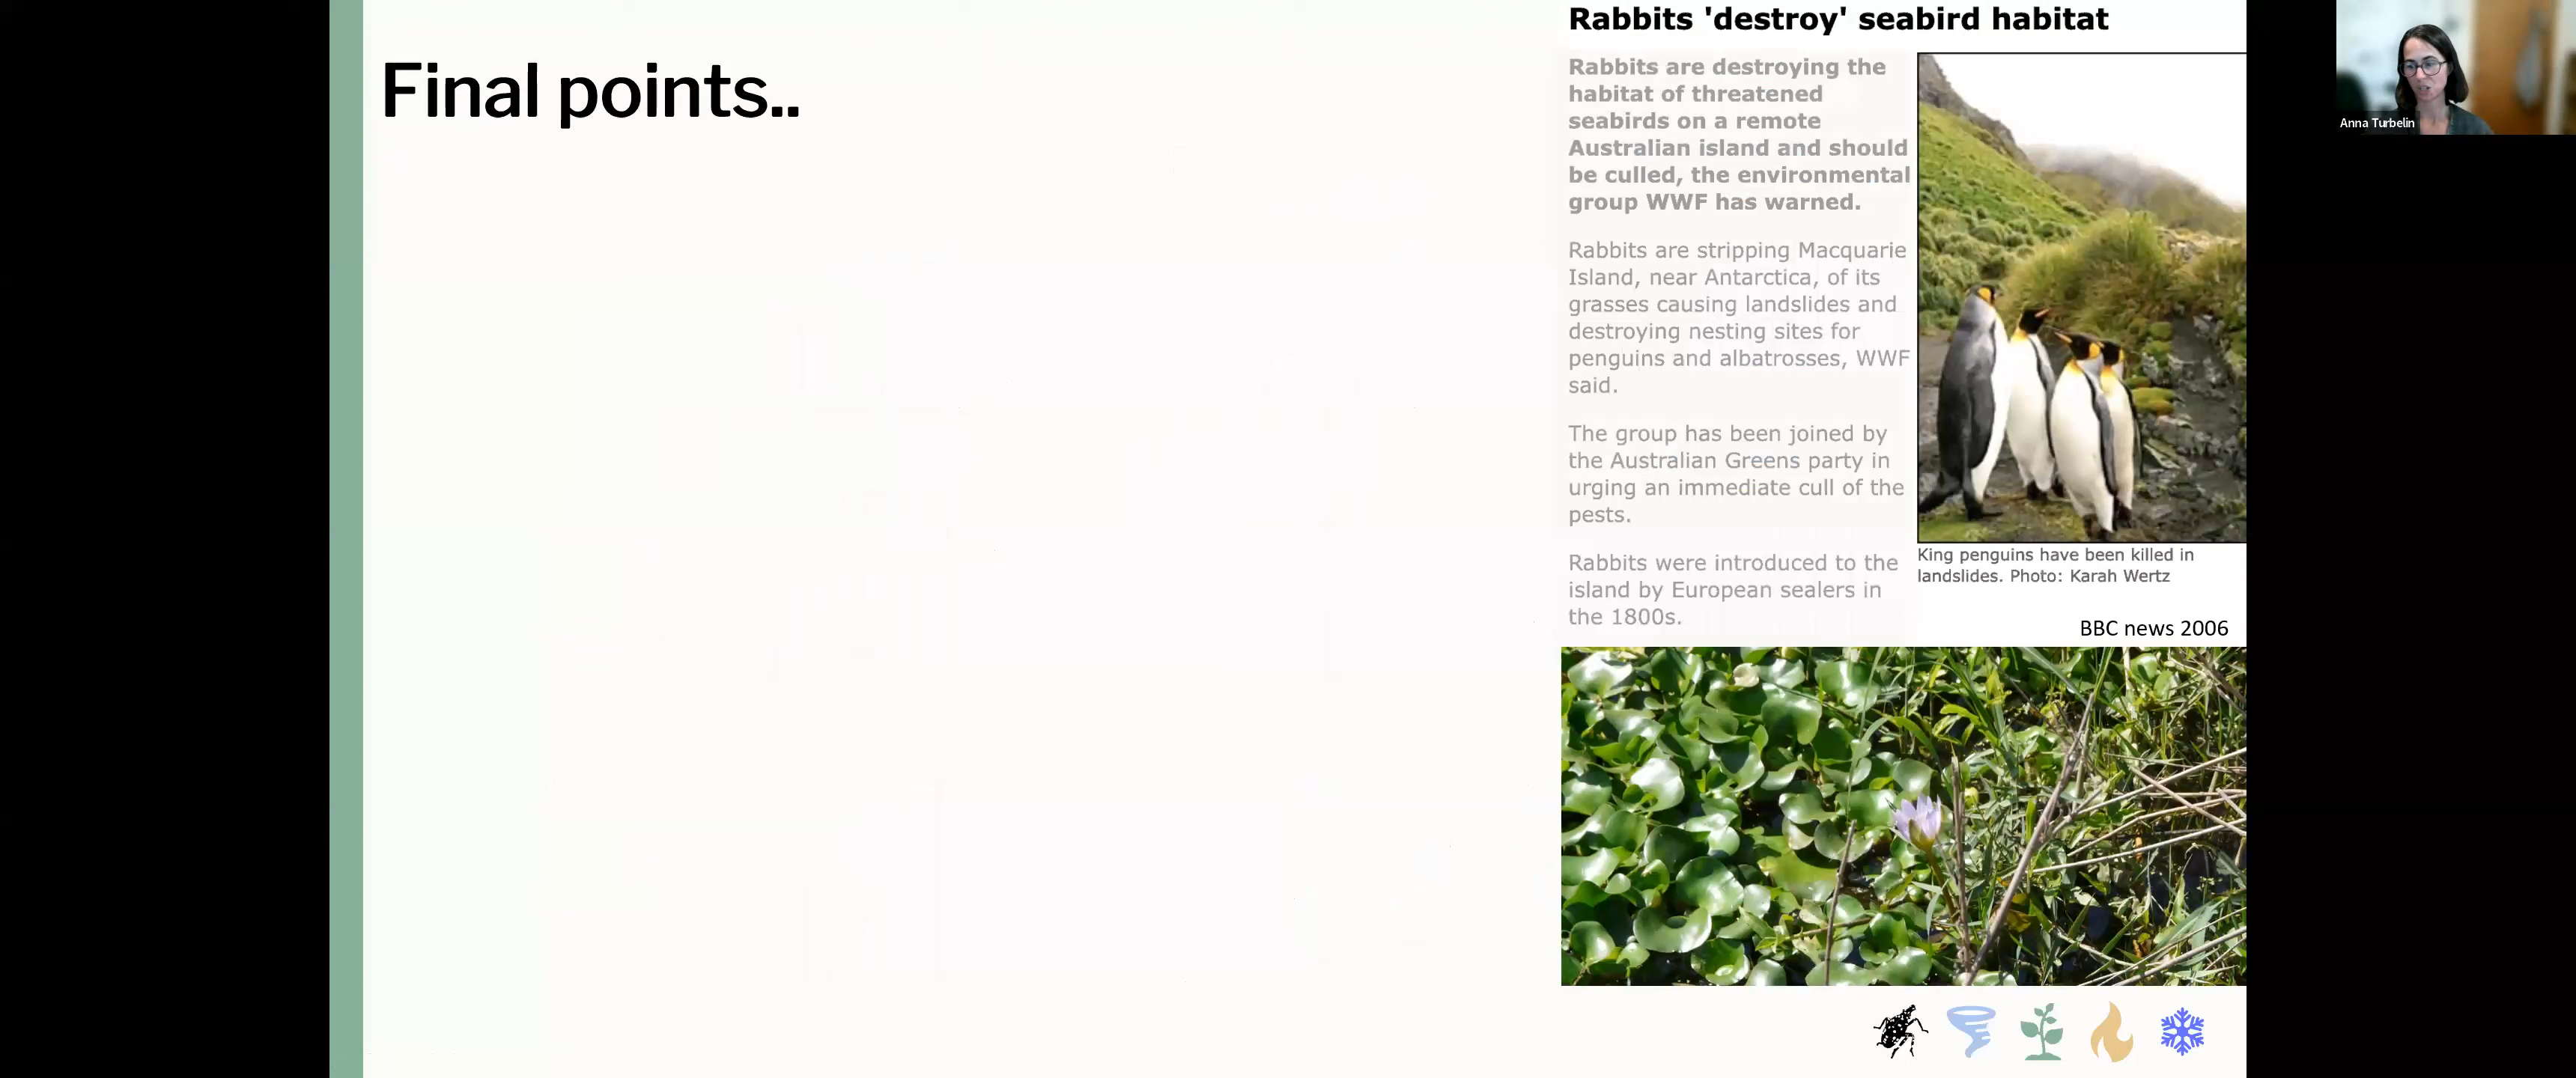 Final points..
Rabbits 'destroy' seabird habitat
Rabbits are destroying the
habitat of threatened
seabirds on a remote
Australian island and should
be culled, the environmental
group WWF has warned.
Rabbits are stripping Macquarie
Island, near Antarctica, of its
grasses causing landslides and
destroying nesting sites for
penguins and albatrosses, WWF
said.
The group has been joined by
the Australian Greens party in
urging an immediate cull of the
pests.
Rabbits were introduced to the
island by European sealers in
the 1800s.
King penguins have been killed in
landslides. Photo: Karah Wertz
BBC news 2006
Anna Turbelin